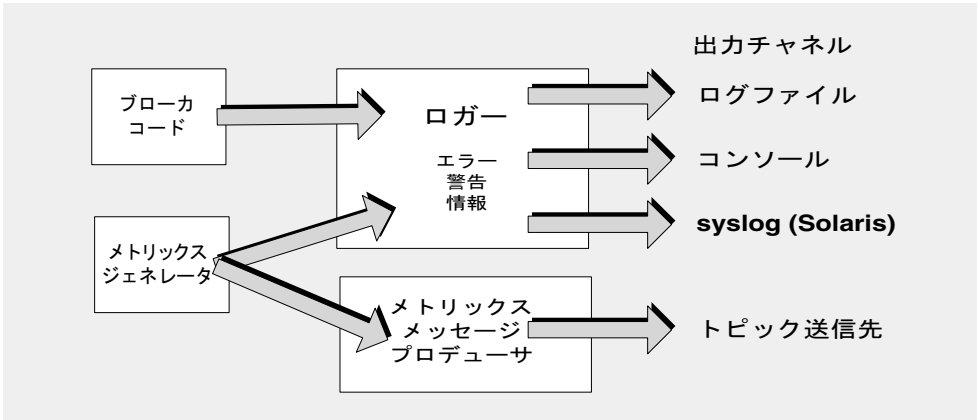 出力チャネル
ブローカ
コード
ロガー
エラー
警告
情報
ログファイル
コンソール
syslog (Solaris)
メトリックス
ジェネレータ
メトリックス
メッセージ
プロデューサ
トピック送信先